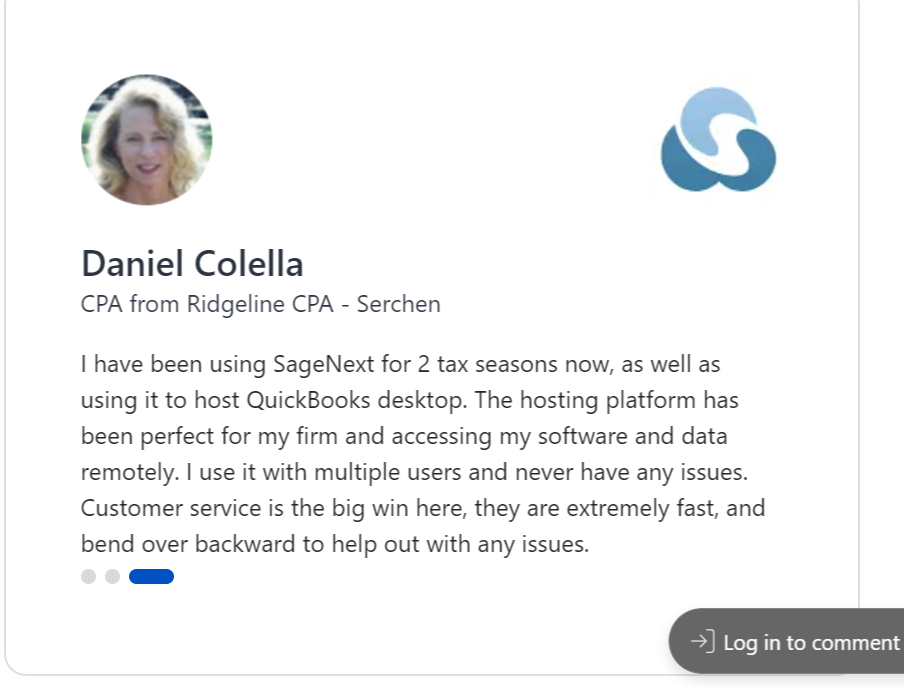 Daniel Colella
CPA from Ridgeline CPA - Serchen
I have been using SageNext for 2 tax seasons now, as well as
using it to host QuickBooks desktop. The hosting platform has
been perfect for my firm and accessing my software and data
remotely. I use it with multiple users and never have any issues.
Customer service is the big win here, they are extremely fast, and
bend over backward to help out with any issues.
Log in to comment